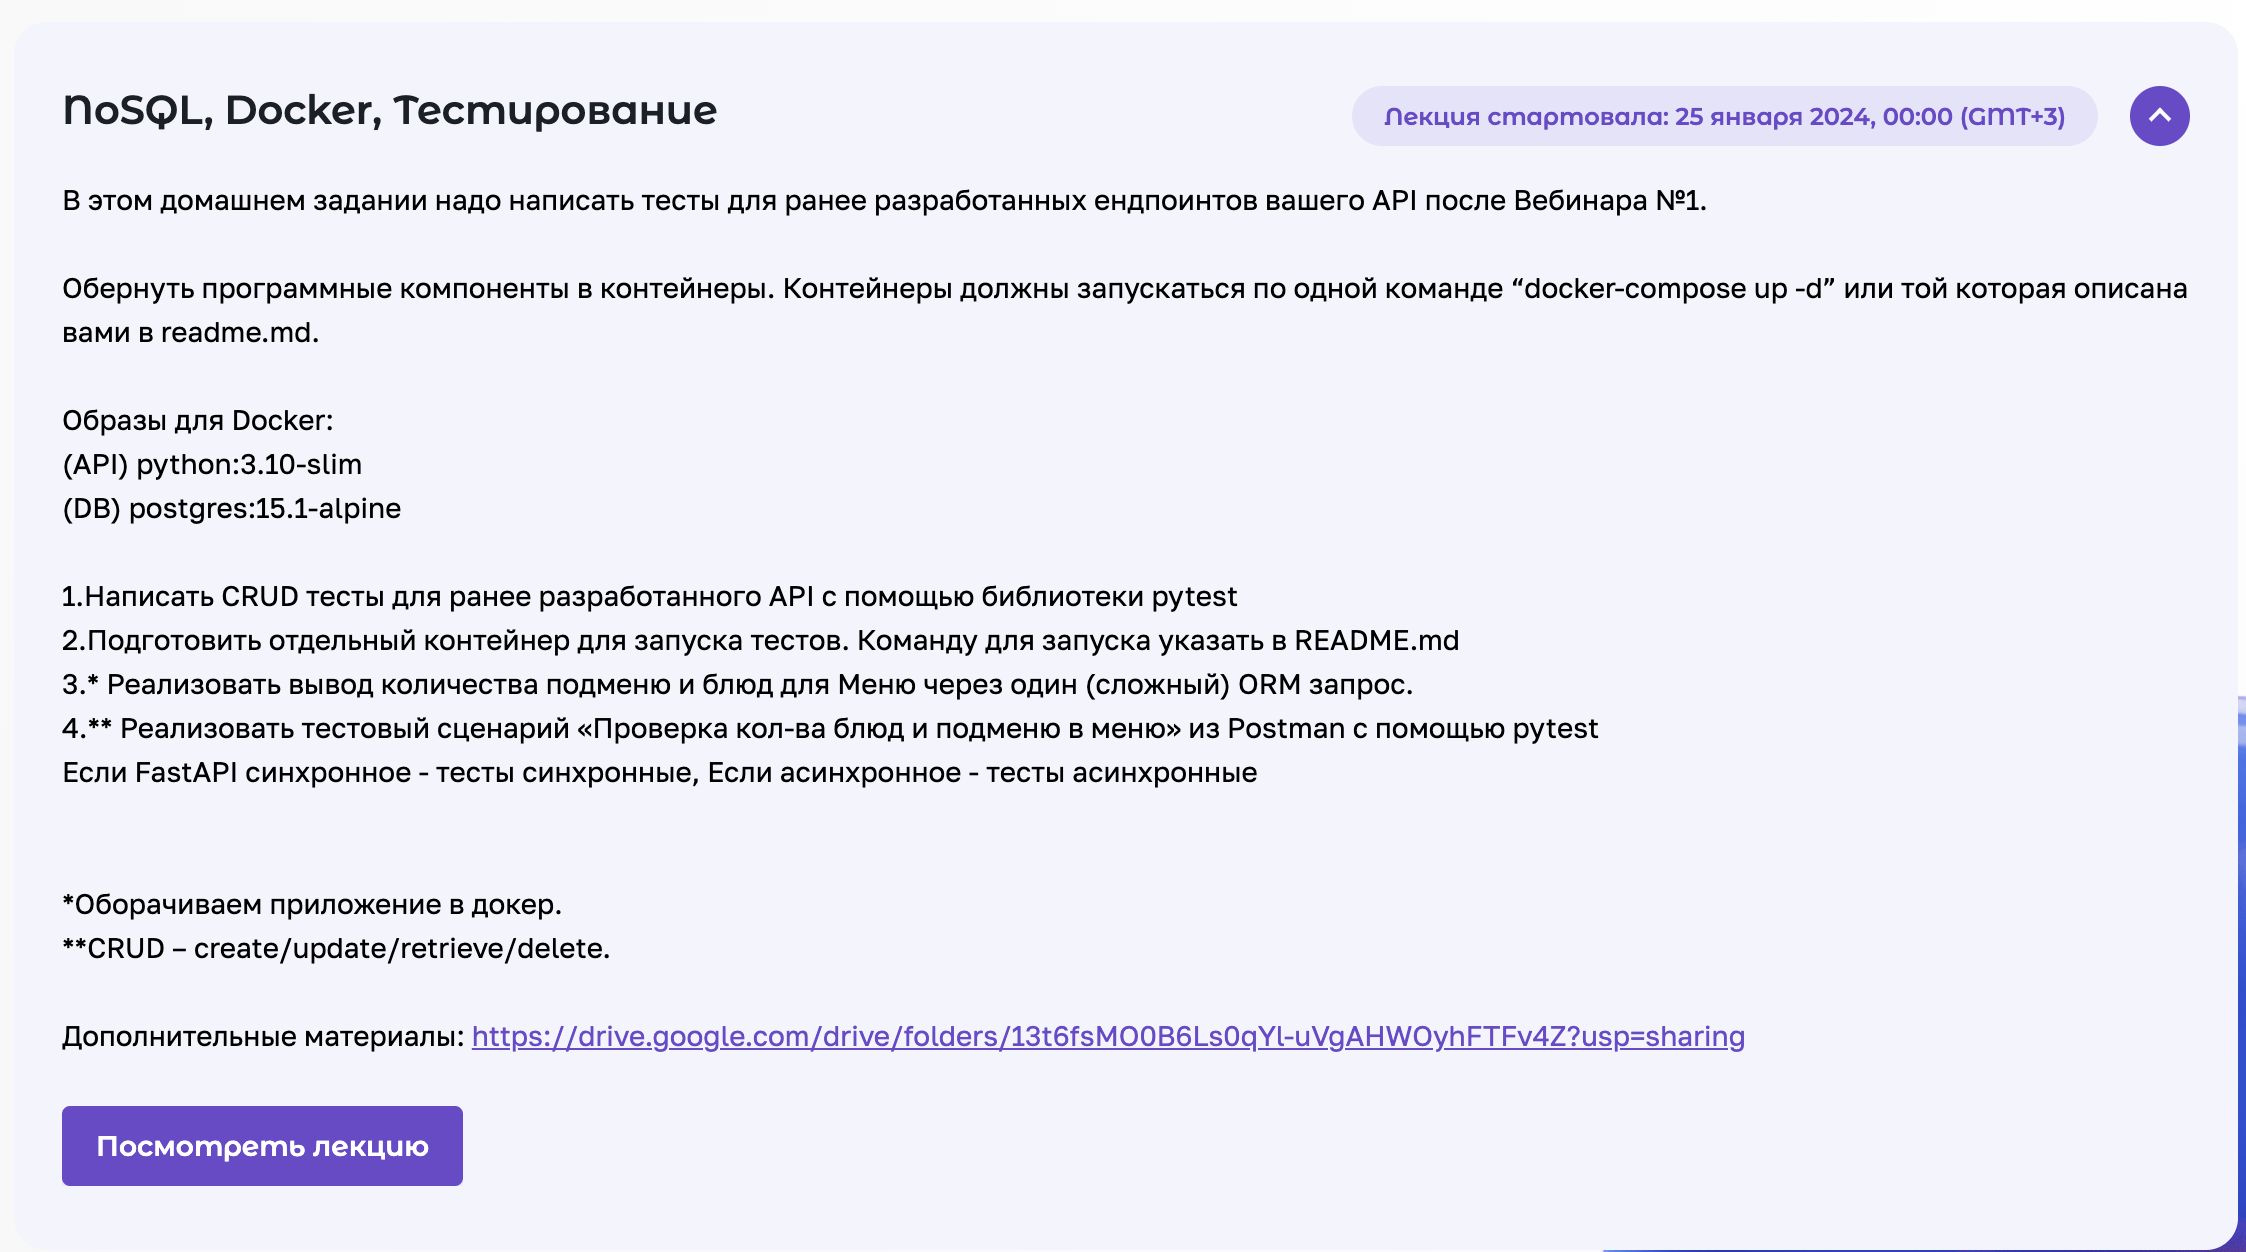 NoSQL, Docker, Тестирование
Лекция стартовала: 25 января 2024, 00:00 (GMT+3)
В этом домашнем задании надо написать тесты для ранее разработанных ендпоинтов вашего API после Вебинара №1.
Обернуть программные компоненты в контейнеры. Контейнеры должны запускаться по одной команде “docker-compose up -d” или той которая описана
вами в readme.md.
Образы для Docker:
(API) python:3.10-slim
(DB) postgres:15.1-alpine
1.Написать CRUD тесты для ранее разработанного API с помощью библиотеки pytest
2.Подготовить отдельный контейнер для запуска тестов. Команду для запуска указать в README.md
3.* Реализовать вывод количества подменю и блюд для Меню через один (сложный) ORM запрос.
4.** Реализовать тестовый сценарий «Проверка кол-ва блюд и подменю в меню» из Postman с помощью pytest
Если FastAPI синхронное - тесты синхронные, Если асинхронное - тесты асинхронные
*Оборачиваем приложение в докер.
**CRUD – create/update/retrieve/delete.
Дополнительные материалы: https://drive.google.com/drive/folders/13t6fsMO0B6Ls0qYl-uVgAHWOyhFTFv4Z?usp=sharing
Посмотреть лекцию